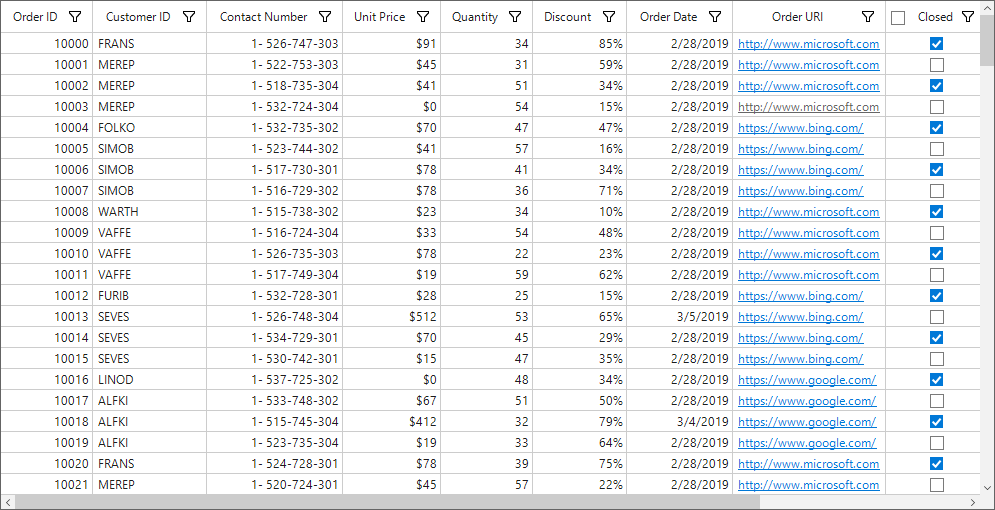 Order ID Customer ID Contact Number Unit Price Quantity Discount Order Date Order URI Closed
10000 FRANS 1- 526-747-303 $91 34 85% 2/28/2019 http://www.microsoft.com
10001 MEREP 1- 522-753-303 $45 31 59% 2/28/2019 http://www.microsoft.com
10002 MEREP 1- 518-735-304 $41 51 34% 2/28/2019 http://www.microsoft.com
10003 MEREP 1- 532-724-304 $0 54 15% 2/28/2019 http://www.microsoft.com
10004 FOLKO 1- 532-735-302 $70 47 47% 2/28/2019 https://www.bing.com/
10005 SIMOB 1- 523-744-302 $41 57 16% 2/28/2019 https://www.bing.com/
10006 SIMOB 1- 517-730-301 $78 41 34% 2/28/2019 https://www.bing.com/
10007 SIMOB 1- 516-729-302 $78 36 71% 2/28/2019 https://www.bing.com/
10008 WARTH 1- 515-738-302 $23 34 10% 2/28/2019 http://www.microsoft.com
10009 VAFFE 1- 516-724-304 $33 54 48% 2/28/2019 http://www.microsoft.com
10010 VAFFE 1- 526-735-303 $78 22 23% 2/28/2019 http://www.microsoft.com
10011 VAFFE 1- 517-749-304 $19 59 62% 2/28/2019 http://www.microsoft.com
10012 FURIB 1- 532-728-301 $28 25 15% 2/28/2019 https://www.bing.com/
10013 SEVES 1- 526-748-304 $512 53 65% 3/5/2019 https://www.bing.com/
10014 SEVES 1- 534-729-301 $70 45 29% 2/28/2019 https://www.bing.com/
10015 SEVES 1- 530-742-301 $15 47 35% 2/28/2019 https://www.bing.com/
10016 LINOD 1- 537-725-302 $0 48 34% 2/28/2019 https://www.google.com/
10017 ALFKI 1- 533-748-302 $67 51 50% 2/28/2019 https://www.google.com/
10018 ALFKI 1- 515-745-304 $412 32 79% 3/4/2019 https://www.google.com/
10019 ALFKI 1- 523-735-304 $19 33 64% 2/28/2019 https://www.google.com/
10020 FRANS 1- 524-728-301 $78 39 75% 2/28/2019 http://www.microsoft.com
10021 MEREP 1- 520-724-301 $45 57 22% 2/28/2019 http://www.microsoft.com